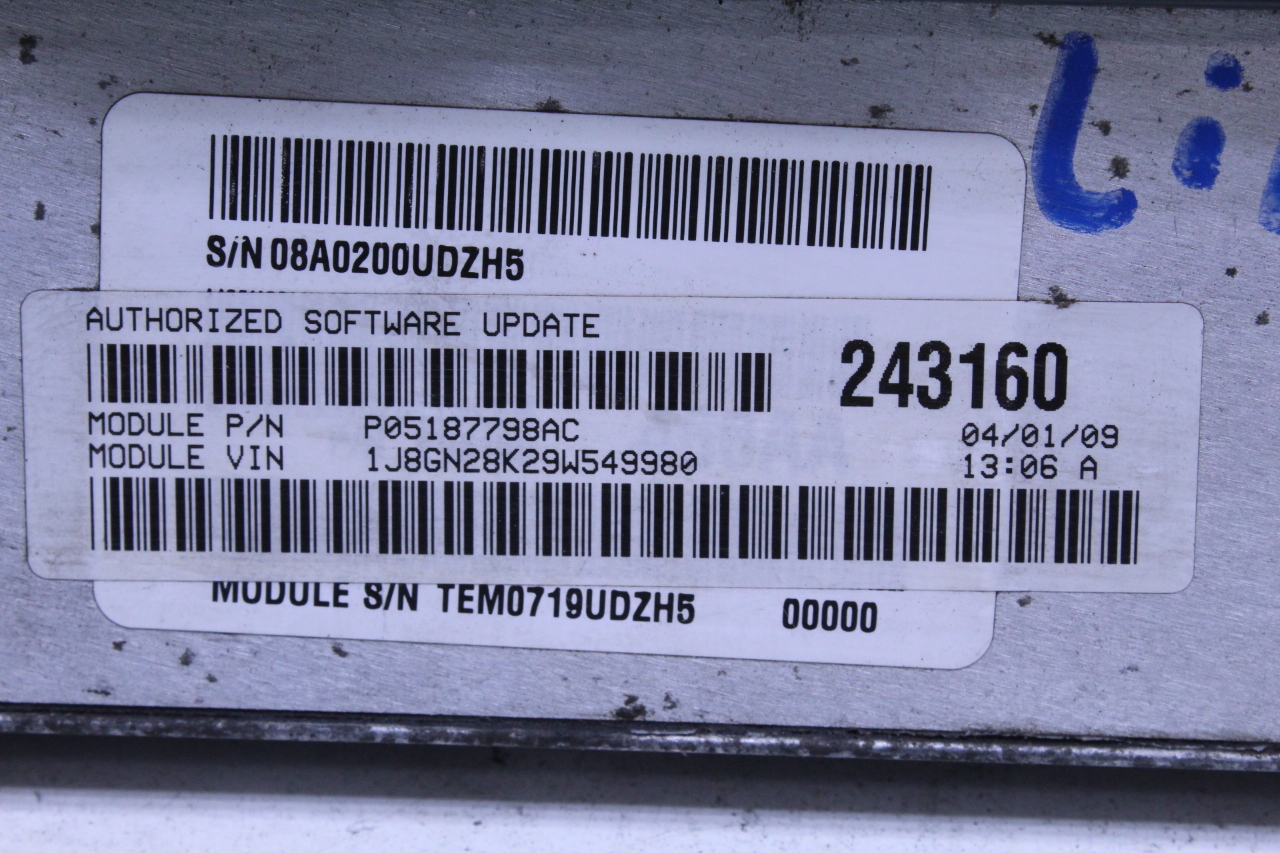 S/N 08A0200UDZH5
AUTHORIZED SOFTWARE UPDATE
243160
MODULE P/N P05187798AC 04/01/09
MODULE VIN 1J8GN28K29W549980 13:06 A
MODULE S/N TEM0719UDZH5 00000